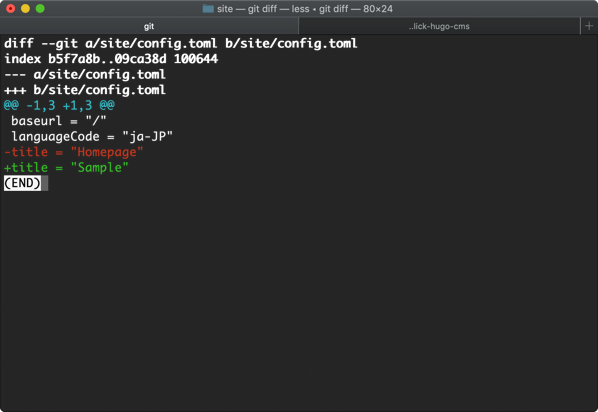 site — git diff — less • git diff — 80×24
git
..lick-hugo-cms
diff --git a/site/config.toml b/site/config.toml
index b5f7a8b..09ca38d 100644
--- a/site/config.toml
+++ b/site/config.toml
@@ -1,3 +1,3 @@
 baseurl = "/"
 languageCode = "ja-JP"
-title = "Homepage"
+title = "Sample"
(END)